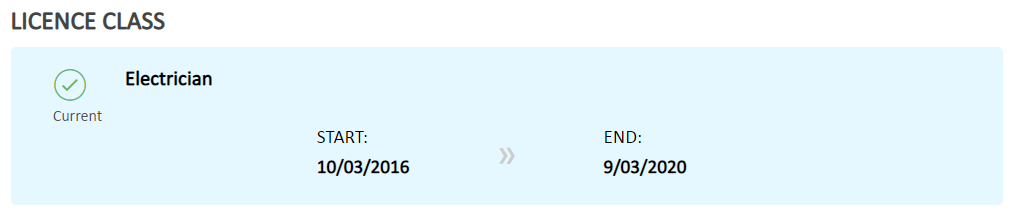 LICENCE CLASS
Electrician
Current
START: END:
10/03/2016 » 9/03/2020